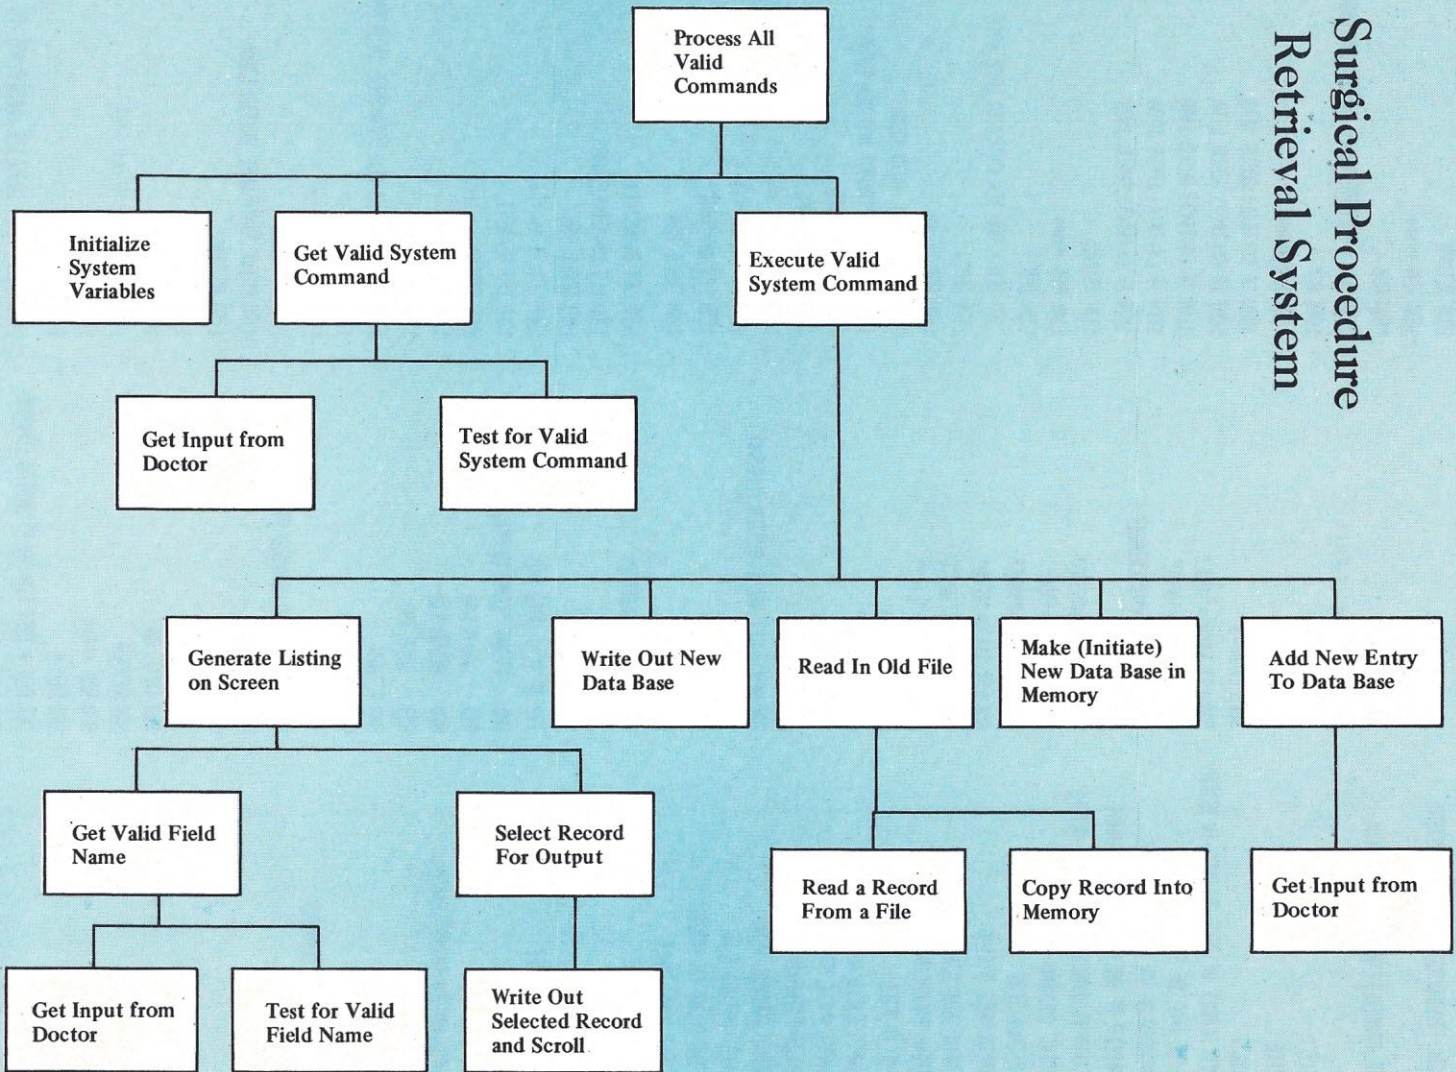 Surgical Procedure
Retrieval System
Process All
Valid
Commands
Initialize
System
Variables
Get Valid System
Command
Execute Valid
System Command
Get Input from
Doctor
Test for Valid
System Command
Generate Listing
on Screen
Write Out New
Data Base
Read In Old File
Make (Initiate)
New Data Base in
Memory
Add New Entry
To Data Base
Get Valid Field
Name
Select Record
For Output
Read a Record
From a File
Copy Record Into
Memory
Get Input from
Doctor
Get Input from
Doctor
Test for Valid
Field Name
Write Out
Selected Record
and Scroll